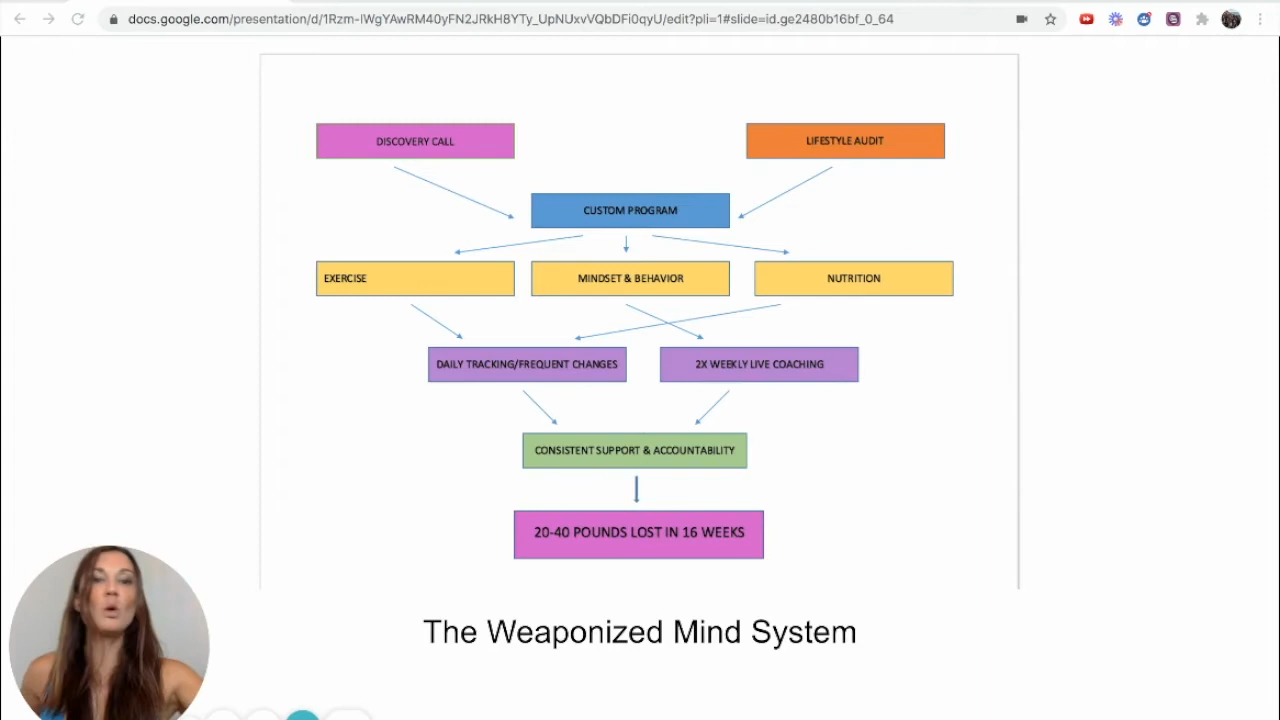 docs.google.com/presentation/d/1Rzm-IWgYAwRM40yFN2JRkH8YTy_UpNUxvVQbDFi0qyU/edit?pli=1#slide=id.ge2480b16bf_0_64
DISCOVERY CALL
LIFESTYLE AUDIT
CUSTOM PROGRAM
EXERCISE
MINDSET & BEHAVIOR
NUTRITION
DAILY TRACKING/FREQUENT CHANGES
2X WEEKLY LIVE COACHING
CONSISTENT SUPPORT & ACCOUNTABILITY
20-40 POUNDS LOST IN 16 WEEKS
The Weaponized Mind System